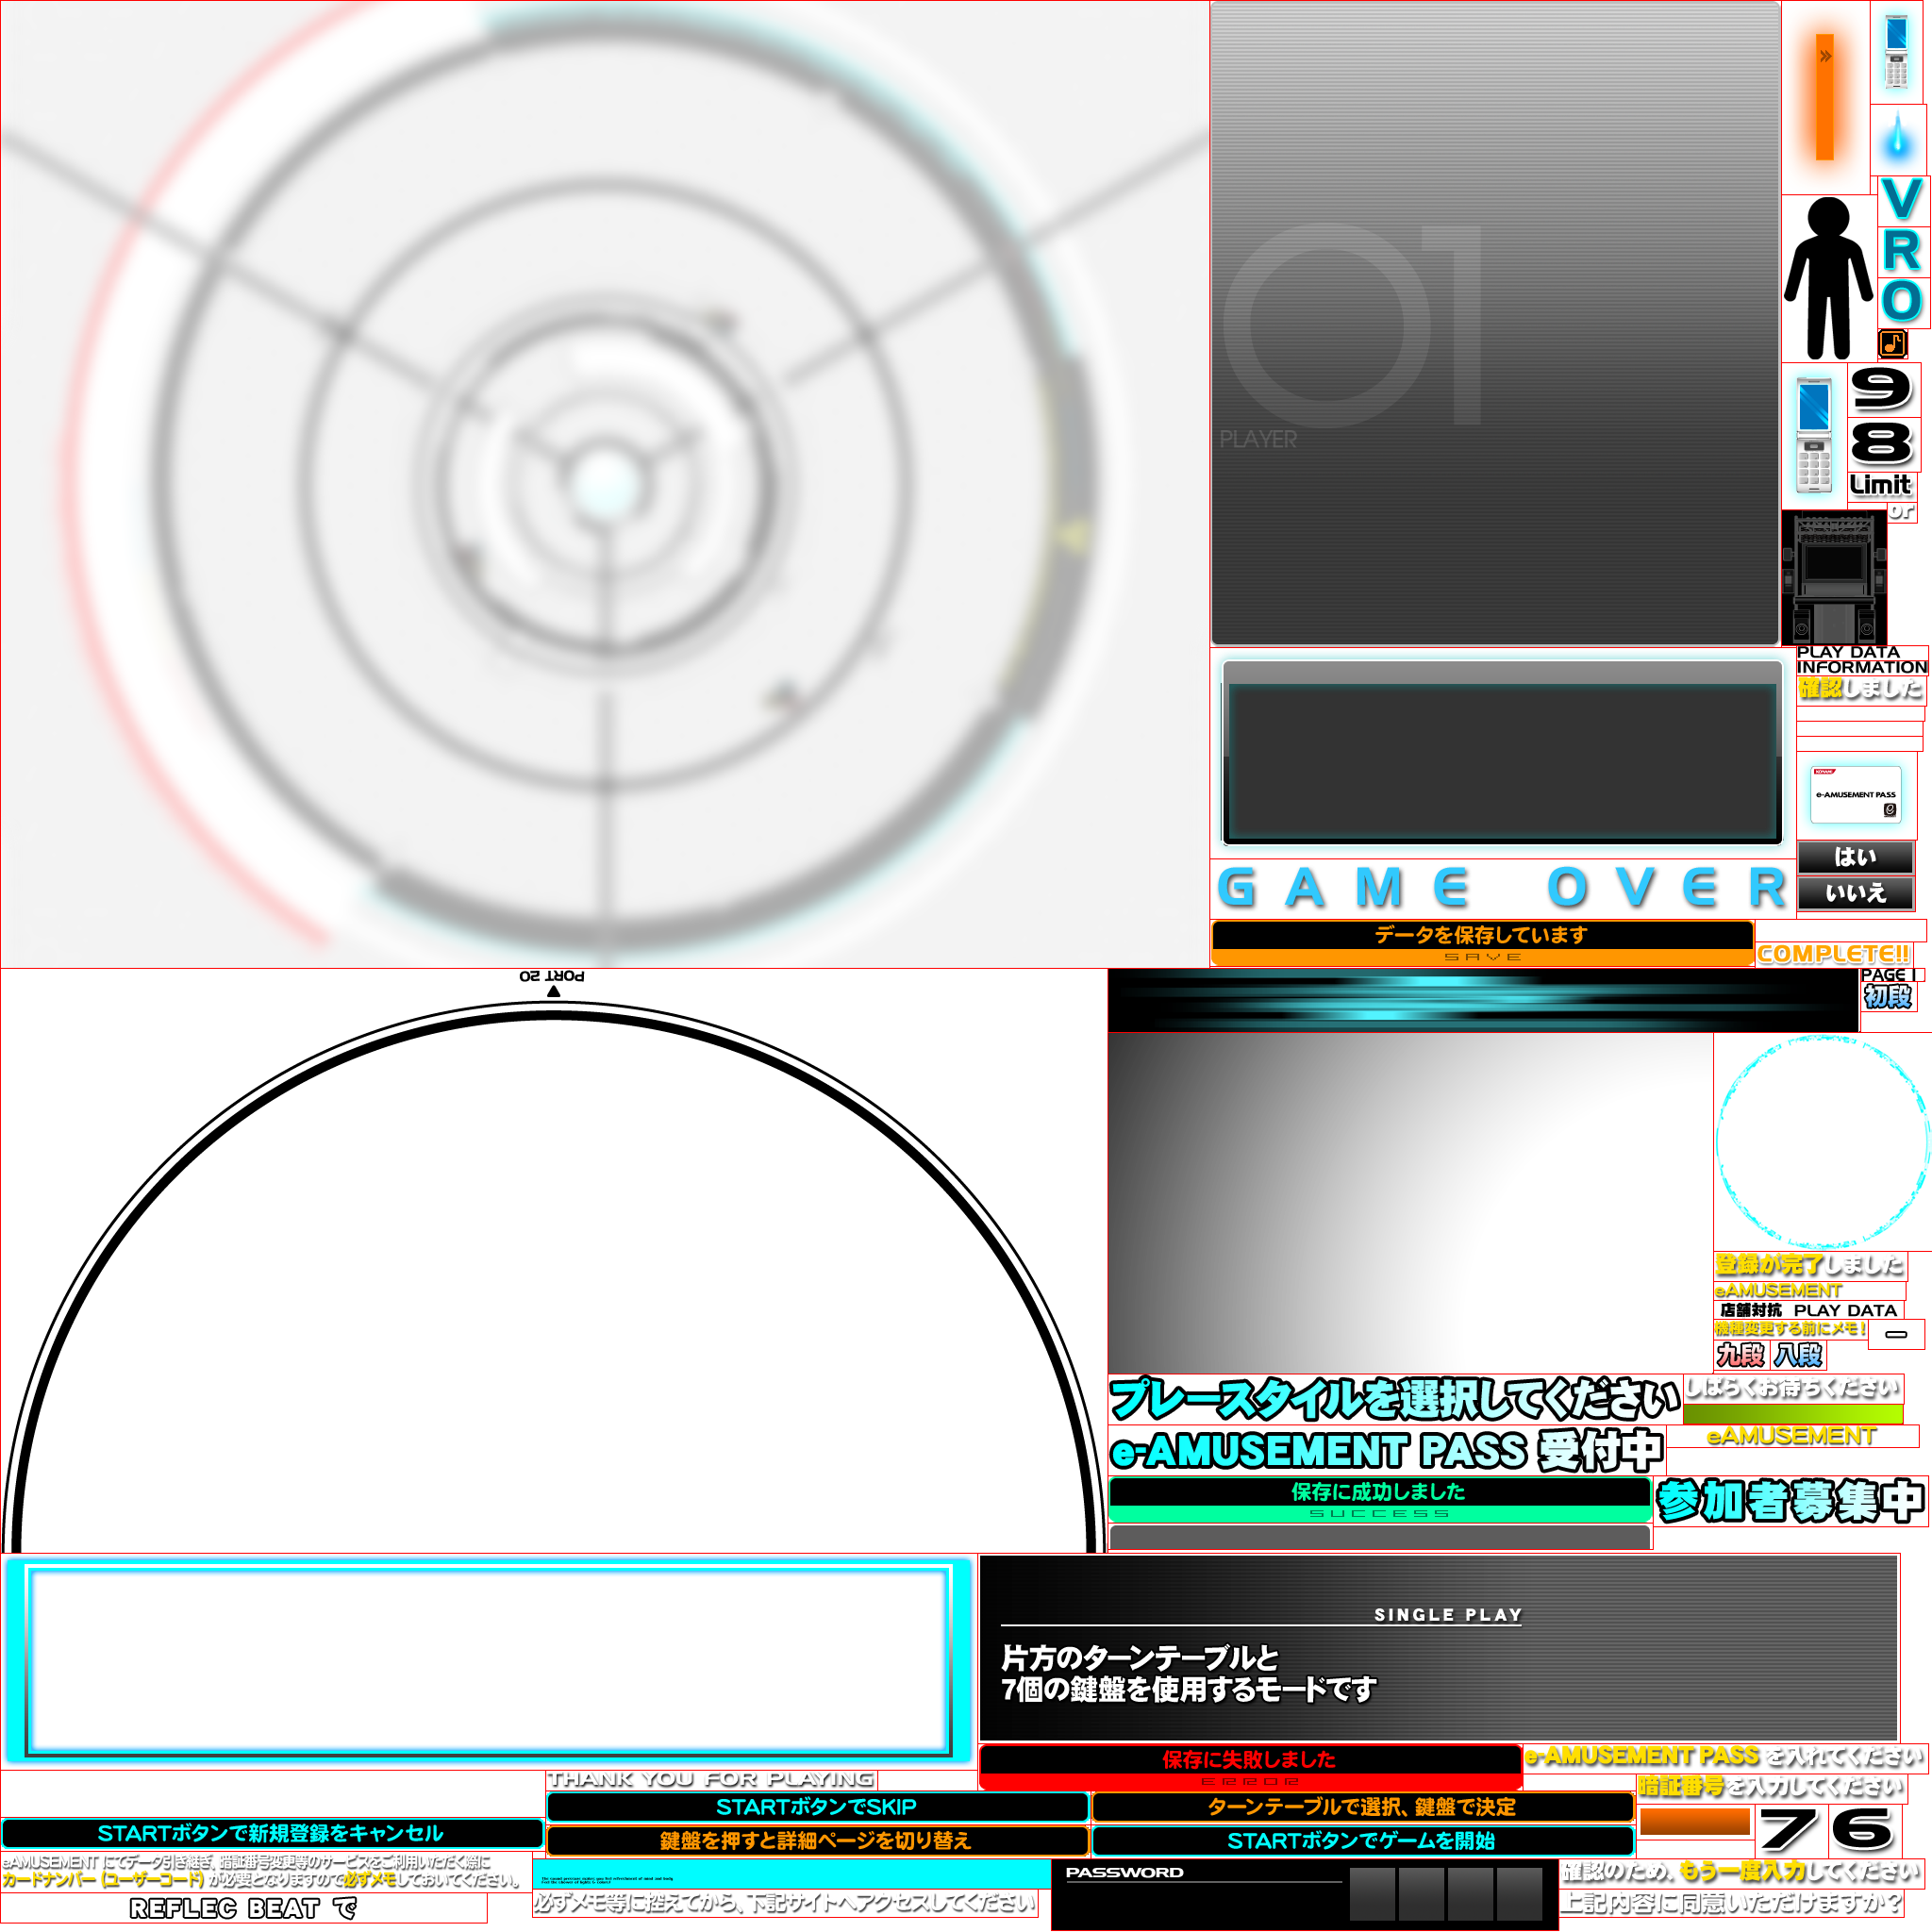 01
PLAYER
»
V
R
O
9
8
Limit
or
PLAY DATA
INFORMATION
確認しました
KONAMI
e-AMUSEMENT PASS
はい
いいえ
GAME OVER
データを保存しています
SAVE
COMPLETE!!
PORT 20
PAGE 1
初段
登録が完了しました
eAMUSEMENT
店舗対抗 PLAY DATA
機種変更する前にメモ!
九段
八段
プレースタイルを選択してください
しばらくお待ちください
e-AMUSEMENT PASS 受付中
eAMUSEMENT
保存に成功しました
SUCCESS
参加者募集中
SINGLE PLAY
片方のターンテーブルと
7個の鍵盤を使用するモードです
保存に失敗しました
ERROR
e-AMUSEMENT PASS を入れてください
THANK YOU FOR PLAYING
暗証番号を入力してください
STARTボタンでSKIP
ターンテーブルで選択、鍵盤で決定
7
6
STARTボタンで新規登録をキャンセル
鍵盤を押すと詳細ページを切り替え
STARTボタンでゲームを開始
eAMUSEMENT にてデータ引き継ぎ、暗証番号変更等のサービスをご利用いただく際に
カードナンバー (ユーザーコード) が必要となりますので必ずメモしておいてください。
PASSWORD
確認のため、もう一度入力してください
REFLEC BEAT で
必ずメモ等に控えてから、下記サイトへアクセスしてください
上記内容に同意いただけますか?